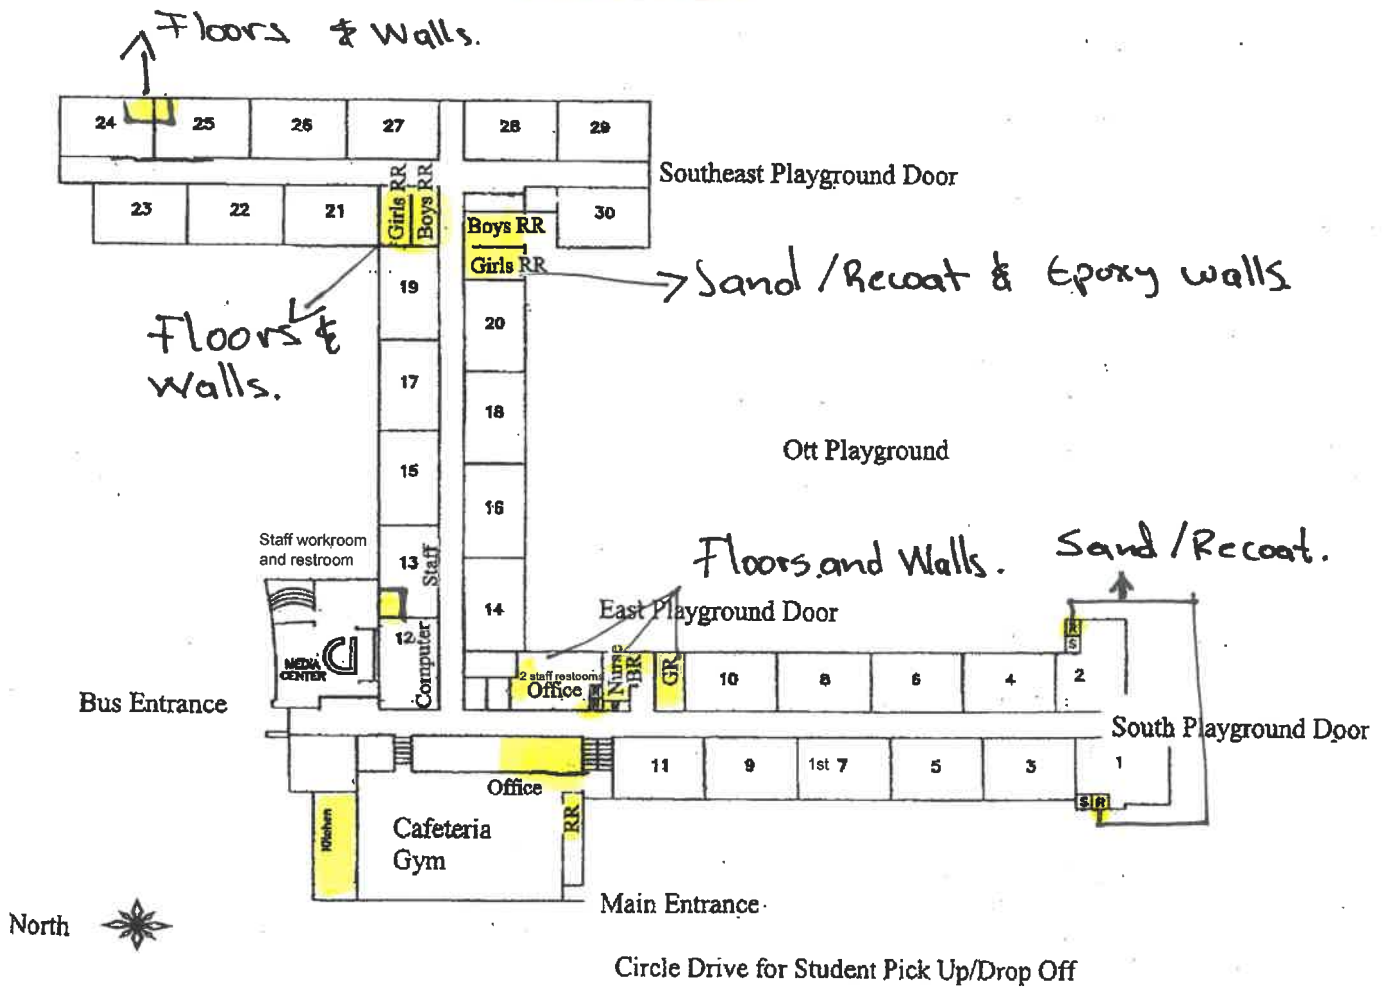 Floors & Walls.
24 25 26 27 28 29
Southeast Playground Door
23 22 21 Girls RR Boys RR 30
Boys RR
Girls RR
Sand / Recoat & Epoxy walls
19
20
Floors &
Walls.
17
18
Ott Playground
15
16
Staff workroom
and restroom
13 Staff
Floors and Walls.
Sand / Recoat.
14
East Playground Door
12 Computer
MEDIA
CENTER
2 staff restooms
Office
Nurse
BR
GR
10 8 6 4 2
R
S
Bus Entrance
South Playground Door
11 9 1st 7 5 3 1
S R
Office
Kitchen
Cafeteria
Gym
RR
Main Entrance
North
Circle Drive for Student Pick Up/Drop Off